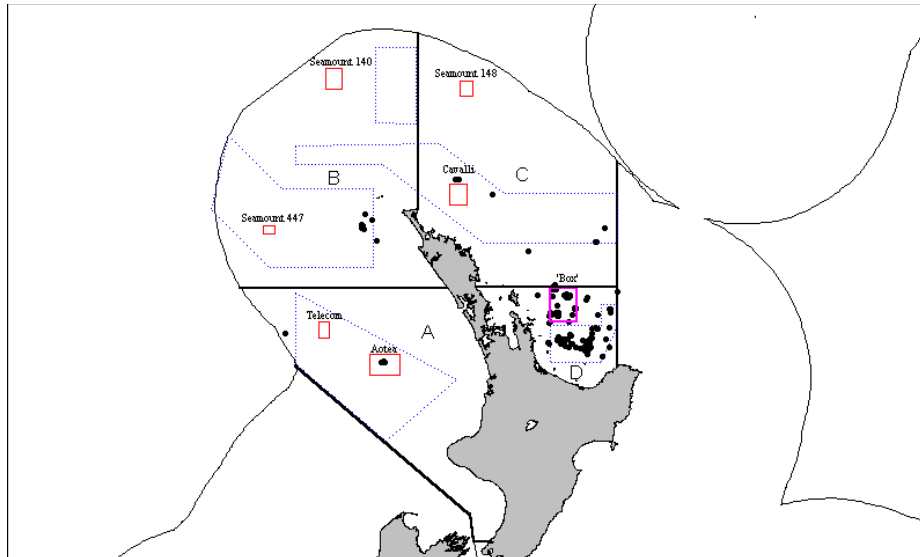 Seamount 140
Seamount 148
Cavalli
C
B
Seamount 447
'Box'
Telecom
A
Aotea
D